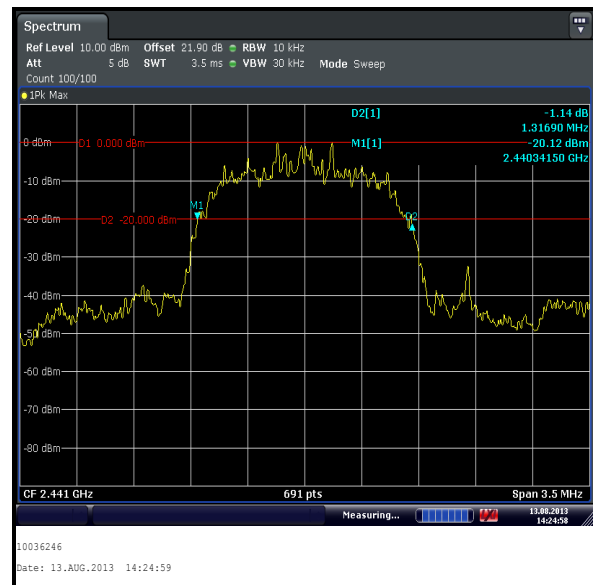 Spectrum
Ref Level 10.00 dBm Offset 21.90 dB RBW 10 kHz
Att 5 dB SWT 3.5 ms VBW 30 kHz Mode Sweep
Count 100/100
1Pk Max
D2[1] -1.14 dB
1.31690 MHz
0 dBm D1 0.000 dBm M1[1] -20.12 dBm
2.44034150 GHz
-10 dBm
M1
D2
-20 dBm D2 -20.000 dBm
-30 dBm
-40 dBm
-50 dBm
-60 dBm
-70 dBm
-80 dBm
CF 2.441 GHz 691 pts Span 3.5 MHz
Measuring... 13.08.2013
14:24:58
10036246
Date: 13.AUG.2013 14:24:59